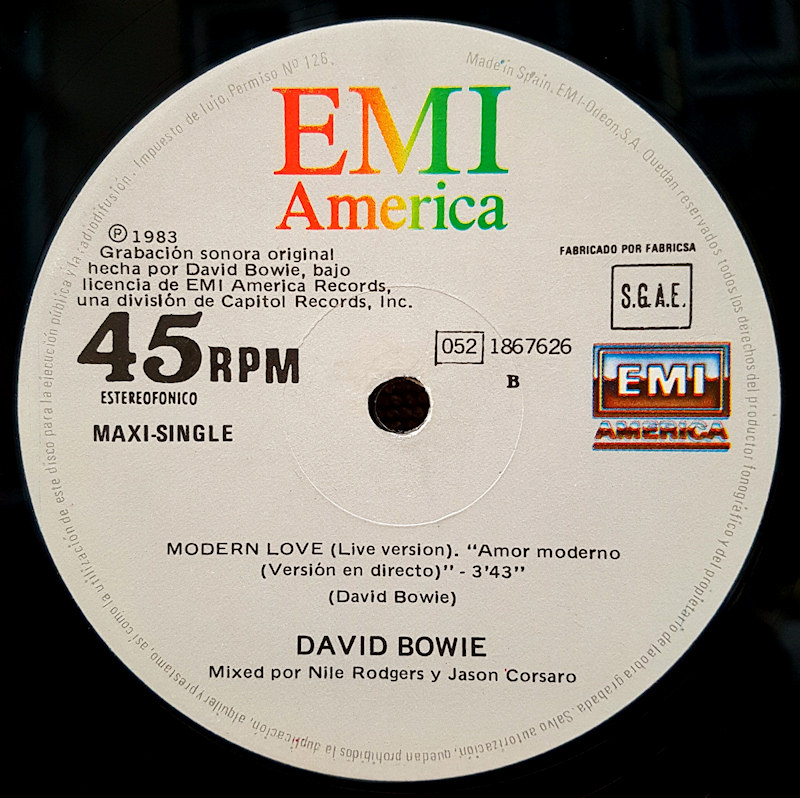 EMI
America
Ⓟ 1983
Grabación sonora original
hecha por David Bowie, bajo
licencia de EMI America Records,
una división de Capitol Records, Inc.
45 RPM
ESTEREOFONICO
MAXI-SINGLE
FABRICADO POR FABRICSA
S.G.A.E.
052 1867626
B
EMI
AMERICA
MODERN LOVE (Live version). “Amor moderno
(Versión en directo)” - 3’43”
(David Bowie)
DAVID BOWIE
Mixed por Nile Rodgers y Jason Corsaro
Made in Spain. EMI-Odeon, S.A. Quedan reservados todos los derechos del productor fonográfico y del propietario de la obra grabada. Salvo autorización, quedan prohibidos la duplicación, alquiler y prestamo, así como la utilización de este disco para la ejecución pública y la radiodifusión. Impuesto de lujo, Permiso Nº 128.